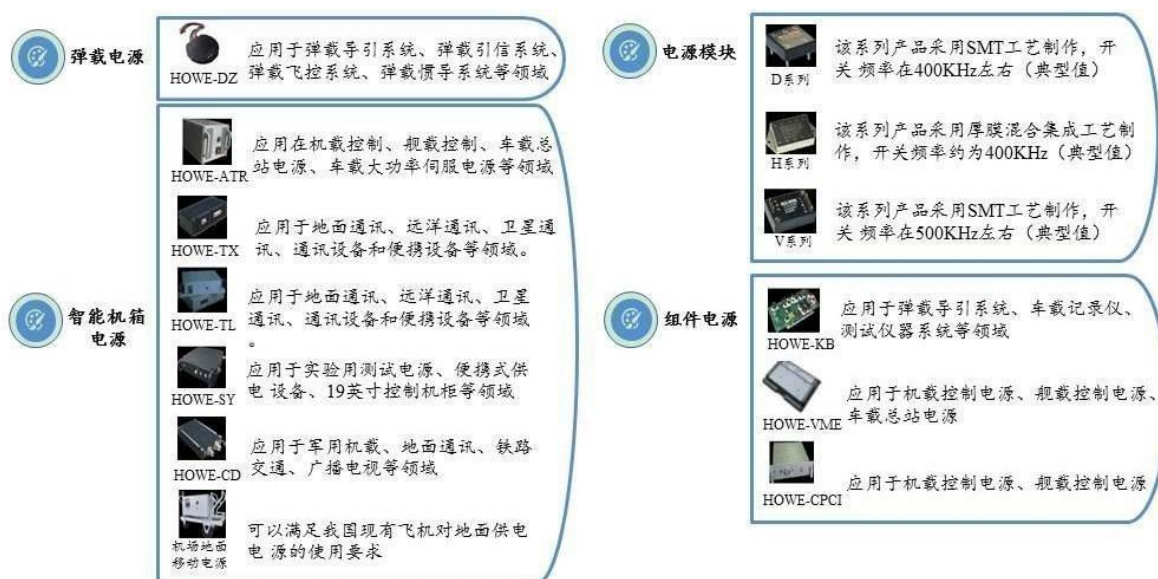 弹载电源
HOWE-DZ
应用于弹载导引系统、弹载引信系统、
弹载飞控系统、弹载惯导系统等领域
智能机箱
电源
HOWE-ATR
应用在机载控制、舰载控制、车载总
站电源、车载大功率伺服电源等领域
HOWE-TX
应用于地面通讯、远洋通讯、卫星通
讯、通讯设备和便携设备等领域。
HOWE-TL
应用于地面通讯、远洋通讯、卫星
通讯、通讯设备和便携设备等领域
。
HOWE-SY
应用于实验用测试电源、便携式供
电 设备、19英寸控制机柜等领域
HOWE-CD
应用于军用机载、地面通讯、铁路
交通、广播电视等领域
机场地面
移动电源
可以满足我国现有飞机对地面供电
电 源的使用要求
电源模块
D系列
该系列产品采用SMT工艺制作，开
关 频率在400KHz左右（典型值）
H系列
该系列产品采用厚膜混合集成工艺制
作，开关频率约为400KHz（典型值）
V系列
该系列产品采用SMT工艺制作，开
关 频率在500KHz左右（典型值）
组件电源
HOWE-KB
应用于弹载导引系统、车载记录仪、
测试仪器系统等领域
HOWE-VME
应用于机载控制电源、舰载控制电源、
车载总站电源
HOWE-CPCI
应用于机载控制电源、舰载控制电源